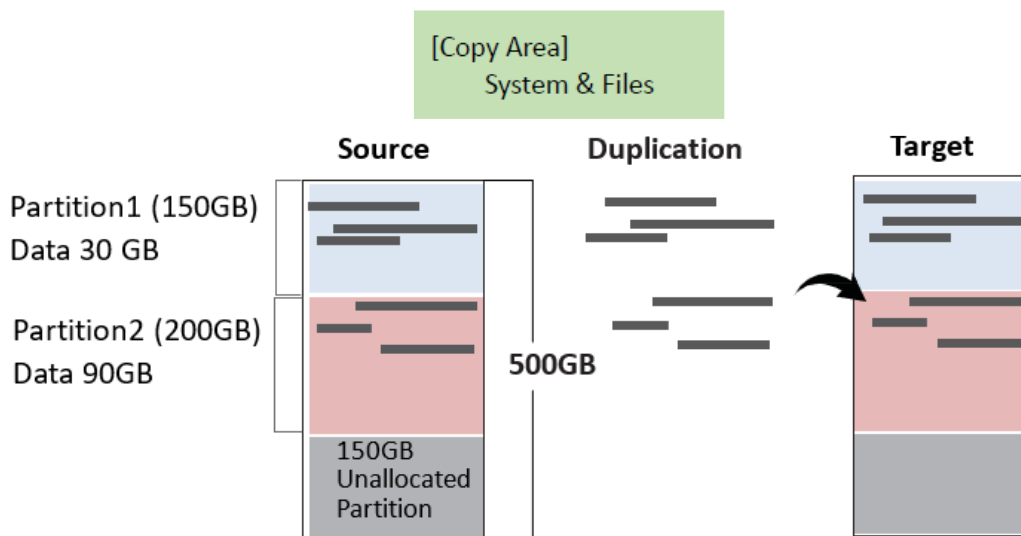 [Copy Area]
System & Files
Source
Duplication
Target
Partition1 (150GB)
Data 30 GB
Partition2 (200GB)
Data 90GB
500GB
150GB
Unallocated
Partition